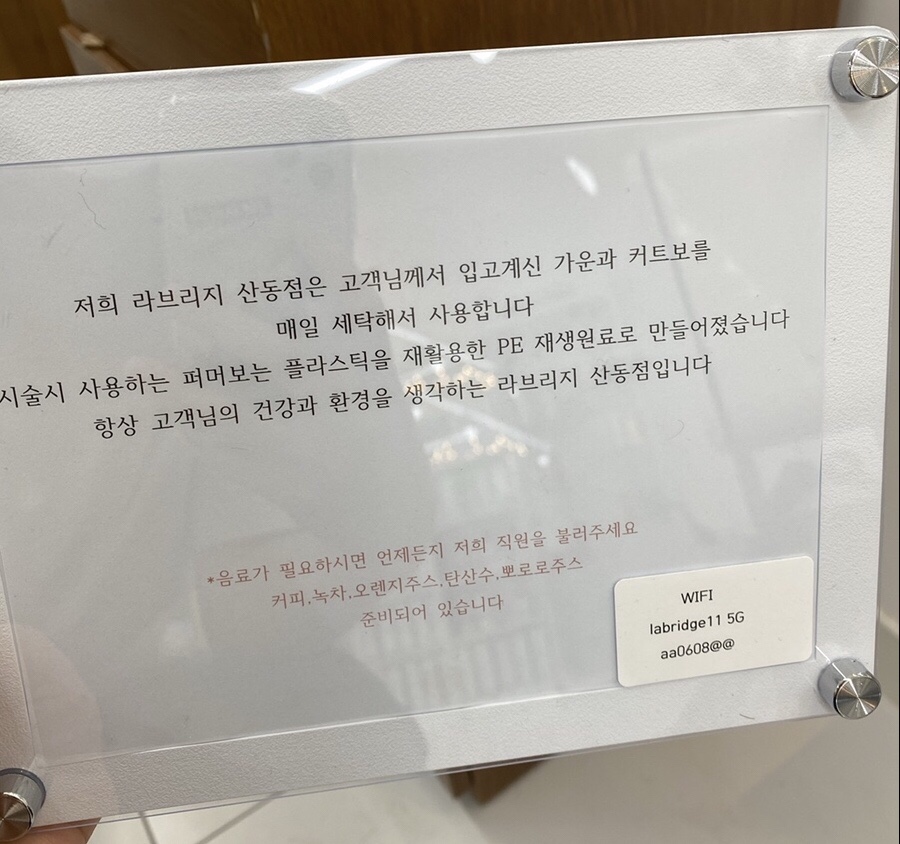 저희 라브리지 산동점은 고객님께서 입고계신 가운과 커트보를
매일 세탁해서 사용합니다
시술시 사용하는 퍼머보는 플라스틱을 재활용한 PE 재생원료로 만들어졌습니다
항상 고객님의 건강과 환경을 생각하는 라브리지 산동점입니다
*음료가 필요하시면 언제든지 저희 직원을 불러주세요
커피,녹차,오렌지주스,탄산수,뽀로로주스
준비되어 있습니다
WIFI
labridge11 5G
aa0608@@